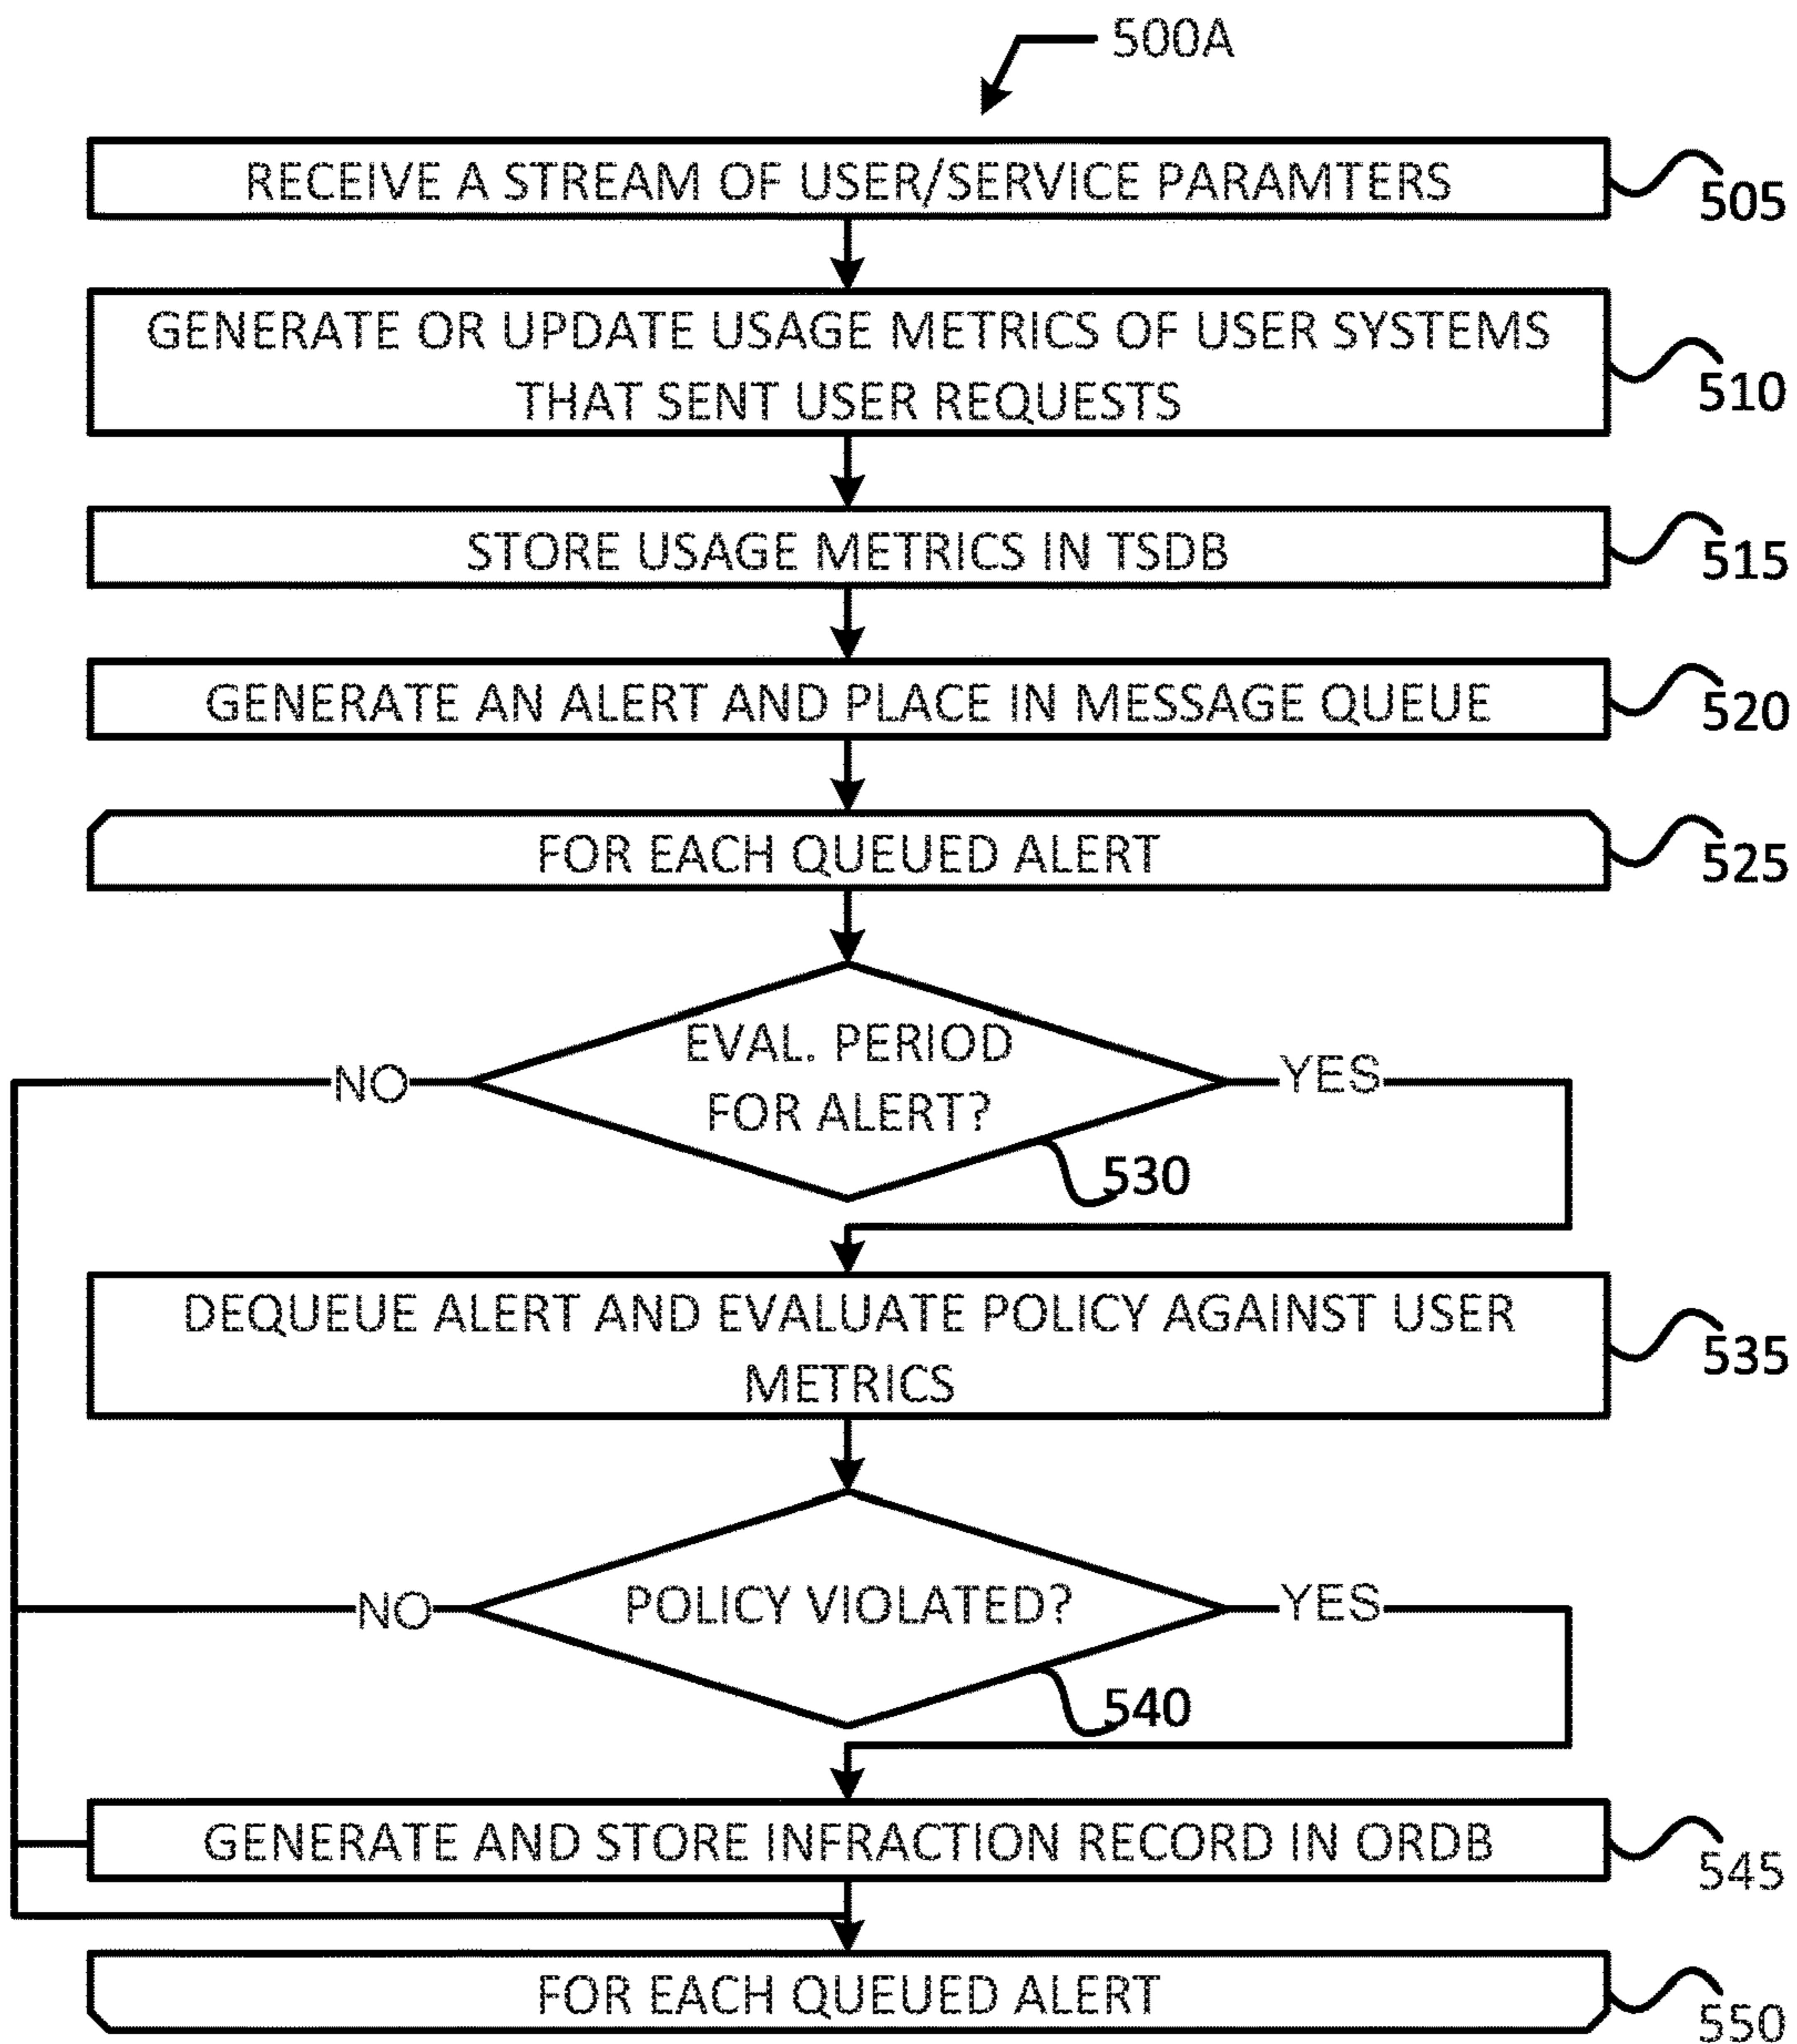 500A
RECEIVE A STREAM OF USER/SERVICE PARAMTERS
505
GENERATE OR UPDATE USAGE METRICS OF USER SYSTEMS
THAT SENT USER REQUESTS
510
STORE USAGE METRICS IN TSDB
515
GENERATE AN ALERT AND PLACE IN MESSAGE QUEUE
520
FOR EACH QUEUED ALERT
525
EVAL. PERIOD
FOR ALERT?
NO
YES
530
DEQUEUE ALERT AND EVALUATE POLICY AGAINST USER
METRICS
535
POLICY VIOLATED?
NO
YES
540
GENERATE AND STORE INFRACTION RECORD IN ORDB
545
FOR EACH QUEUED ALERT
550